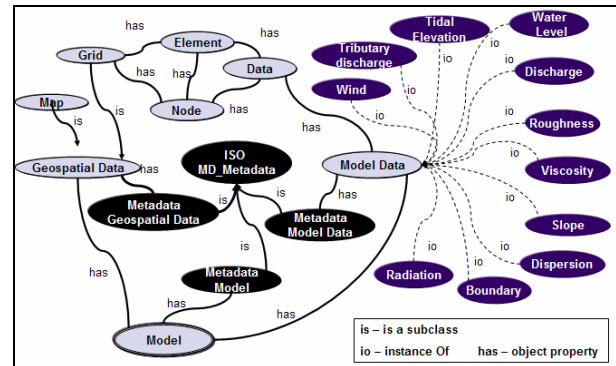 has
Element
Tidal
Elevation
Water
Level
Grid
has
Tributary
discharge
io
io
has
has
Data
io
Discharge
Wind
Map
is
is
Node
has
io
io
Roughness
has
ISO
MD_Metadata
io
Geospatial Data
has
Model Data
Viscosity
Metadata
Geospatial Data
is
is
has
io
Metadata
Model Data
Slope
has
is
io
io
io
io
Dispersion
Metadata
Model
Radiation
Boundary
has
has
Model
is – is a subclass
io – instance Of has – object property